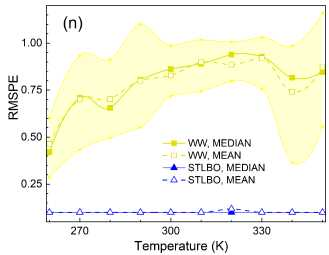 (n)
1.00
0.75
0.50
0.25
RMSPE
WW, MEDIAN
WW, MEAN
STLBO, MEDIAN
STLBO, MEAN
270 300 330
Temperature (K)